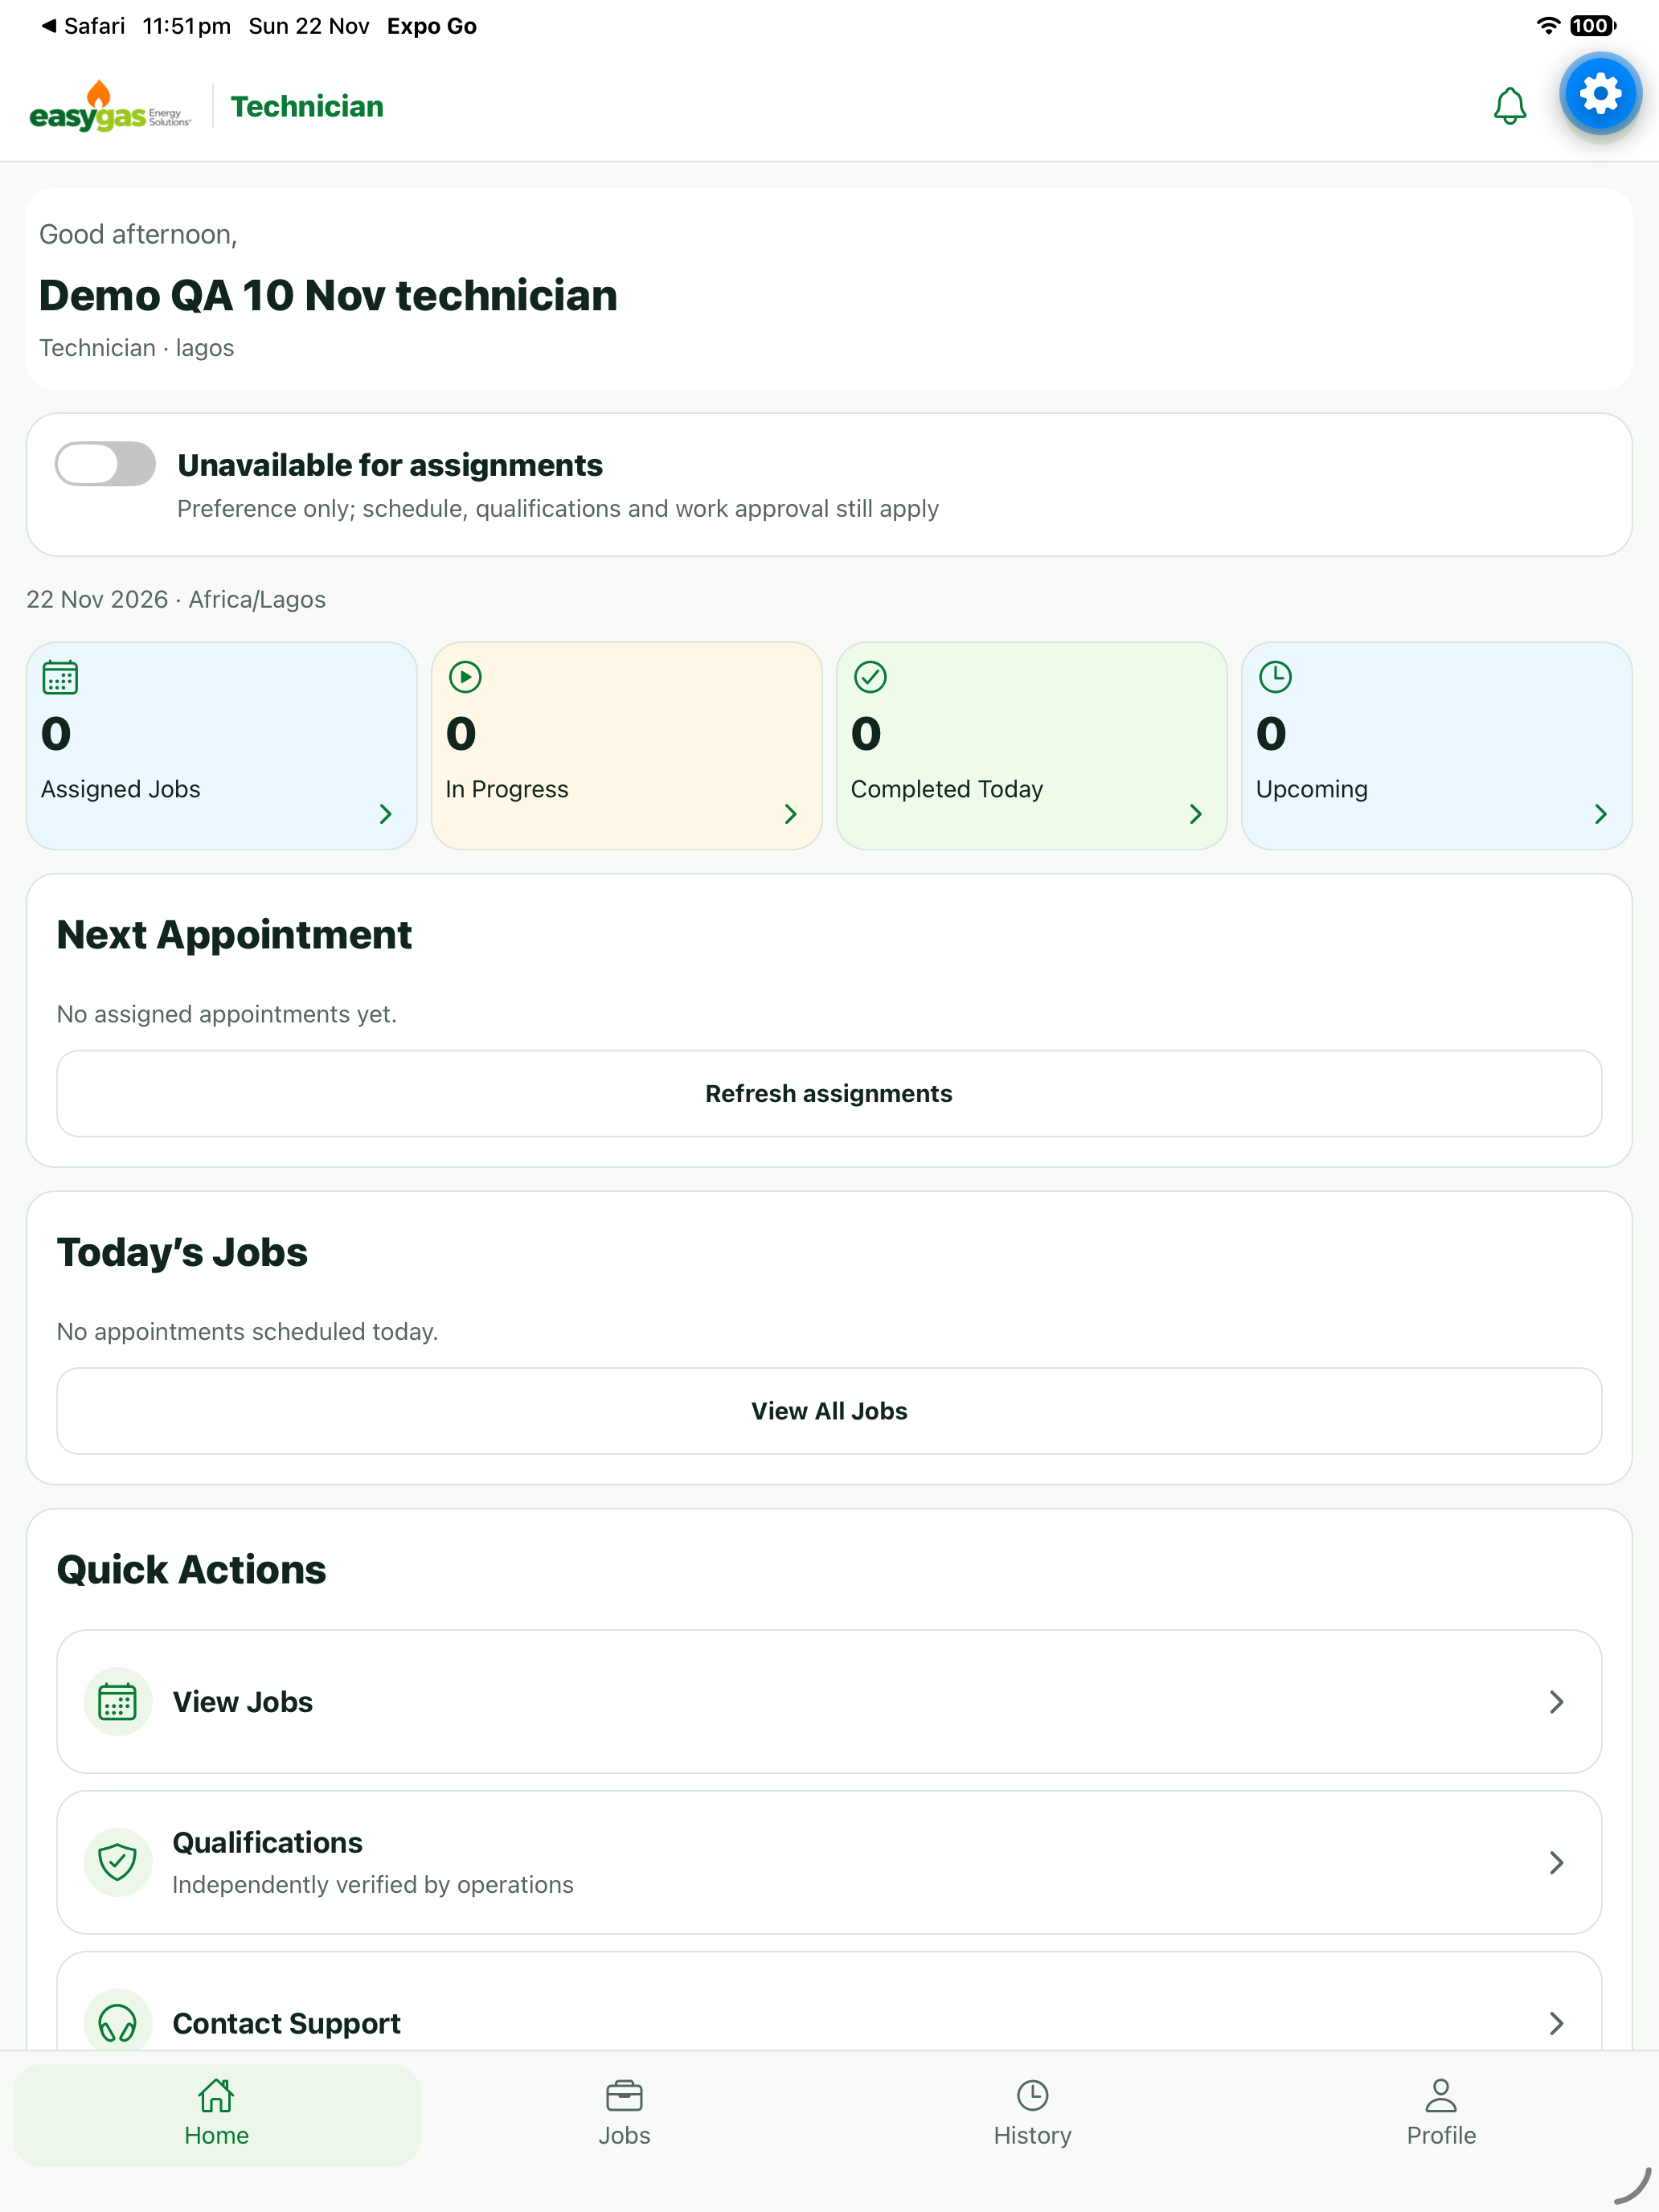 ◀ Safari 11:51 pm Sun 22 Nov Expo Go 100
easygas Energy Solutions® Technician
Good afternoon,
Demo QA 10 Nov technician
Technician · lagos
Unavailable for assignments
Preference only; schedule, qualifications and work approval still apply
22 Nov 2026 · Africa/Lagos
0 0 0 0
Assigned Jobs In Progress Completed Today Upcoming
Next Appointment
No assigned appointments yet.
Refresh assignments
Today’s Jobs
No appointments scheduled today.
View All Jobs
Quick Actions
View Jobs
Qualifications
Independently verified by operations
Contact Support
Home Jobs History Profile